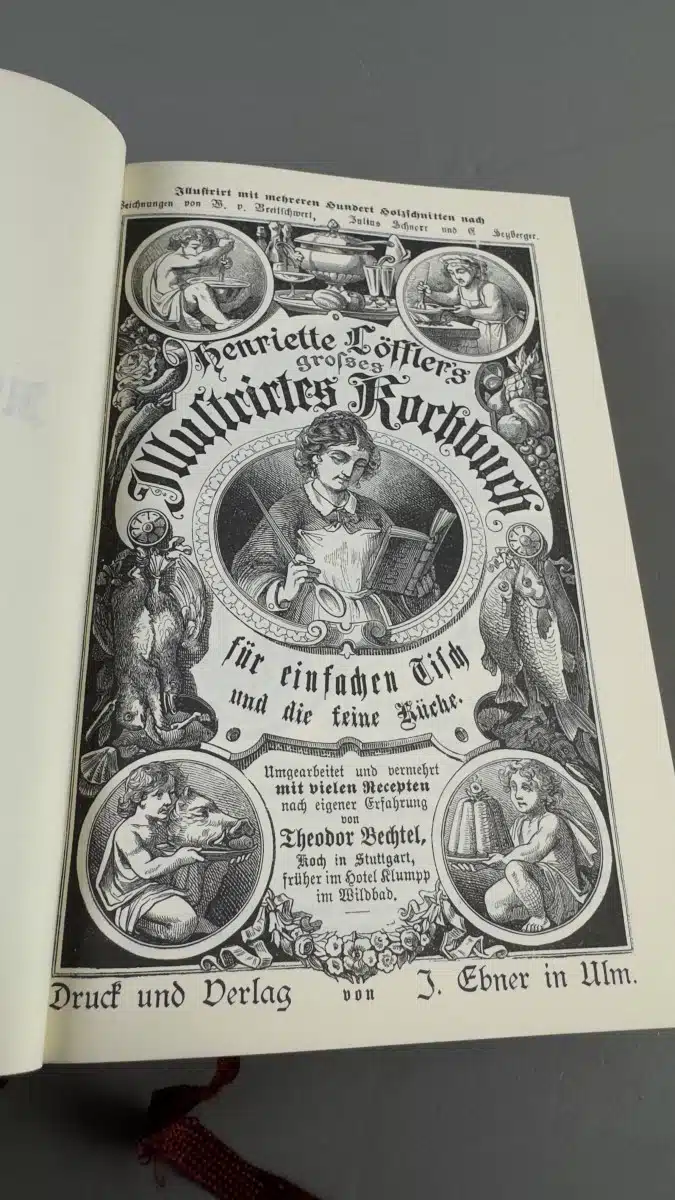 Illustrirt mit mehreren Hundert Holzschnitten nach
Zeichnungen von B. v. Breitschwert, Julius Schnorr und C. Seyberger.
Henriette Löffler's
grosses
Illustrirtes Kochbuch
für einfachen Tisch
und die feine Küche.
Umgearbeitet und vermehrt
mit vielen Recepten
nach eigener Erfahrung
von
Theodor Bechtel,
Koch in Stuttgart,
früher im Hotel Klumpp
im Wildbad.
Druck und Verlag von J. Ebner in Ulm.